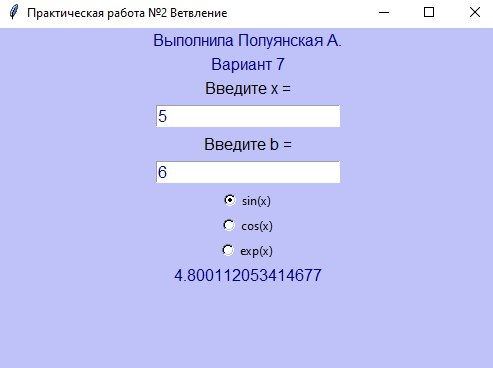 Практическая работа №2 Ветвление
Выполнила Полуянская А.
Вариант 7
Введите x =
5
Введите b =
6
sin(x)
cos(x)
exp(x)
4.800112053414677